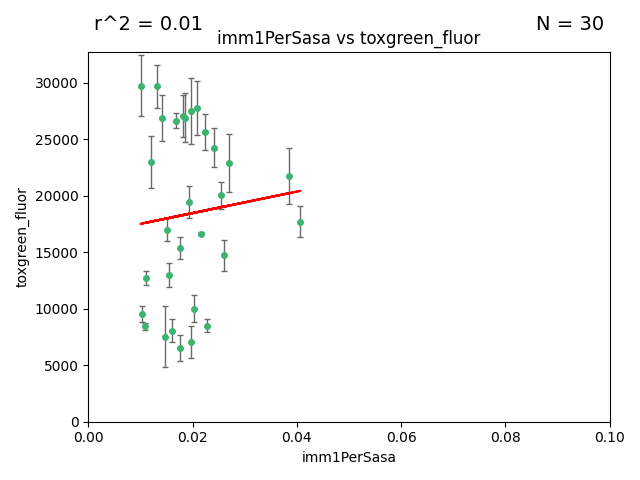 r^2 = 0.01
N = 30
imm1PerSasa vs toxgreen_fluor
toxgreen_fluor
30000
25000
20000
15000
10000
5000
0
0.00
0.02
0.04
0.06
0.08
0.10
imm1PerSasa